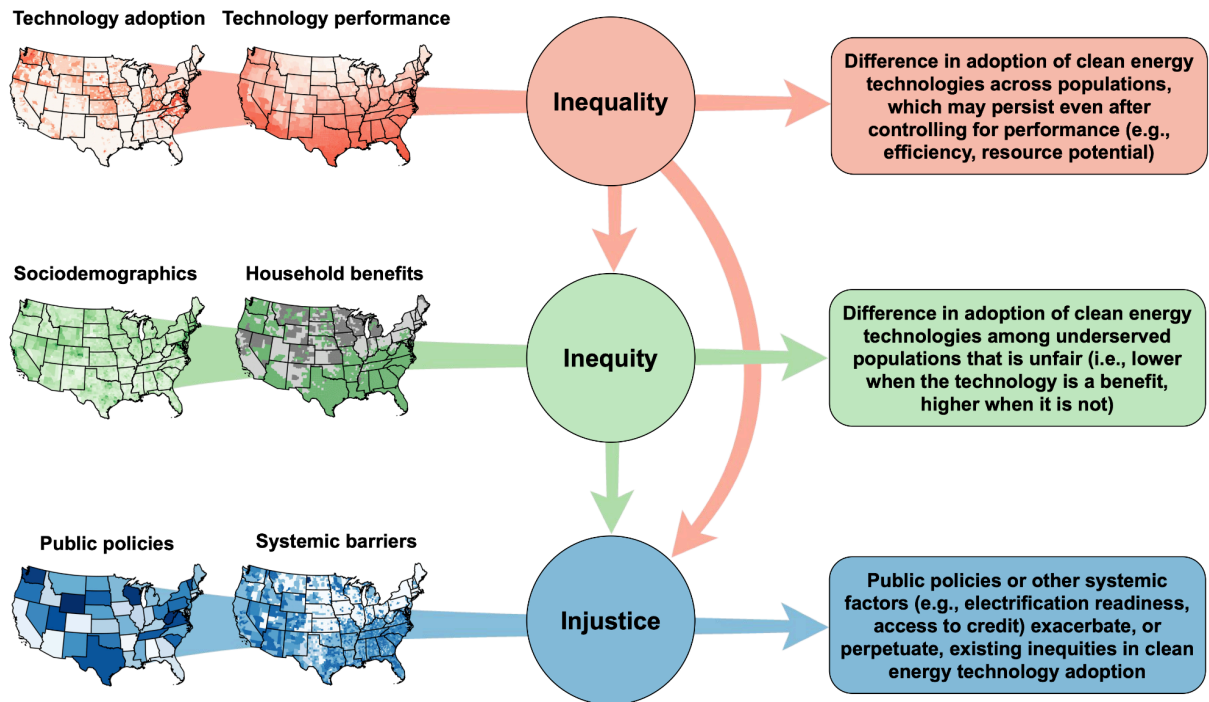 Technology adoption
Technology performance
Inequality
Difference in adoption of clean energy
technologies across populations,
which may persist even after
controlling for performance (e.g.,
efficiency, resource potential)
Sociodemographics
Household benefits
Inequity
Difference in adoption of clean energy
technologies among underserved
populations that is unfair (i.e., lower
when the technology is a benefit,
higher when it is not)
Public policies
Systemic barriers
Injustice
Public policies or other systemic
factors (e.g., electrification readiness,
access to credit) exacerbate, or
perpetuate, existing inequities in clean
energy technology adoption